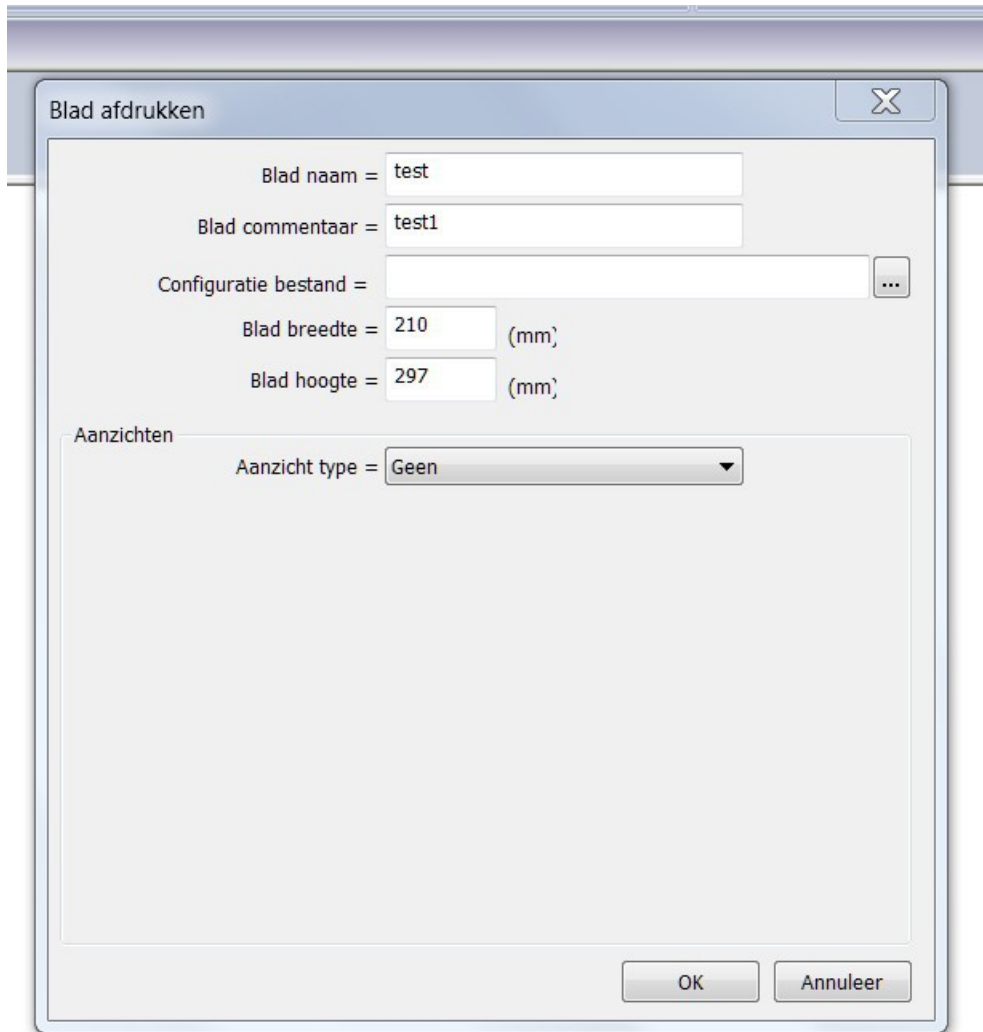 Blad afdrukken
Blad naam = test
Blad commentaar = test1
Configuratie bestand =
...
Blad breedte = 210 (mm)
Blad hoogte = 297 (mm)
Aanzichten
Aanzicht type = Geen
OK Annuleer